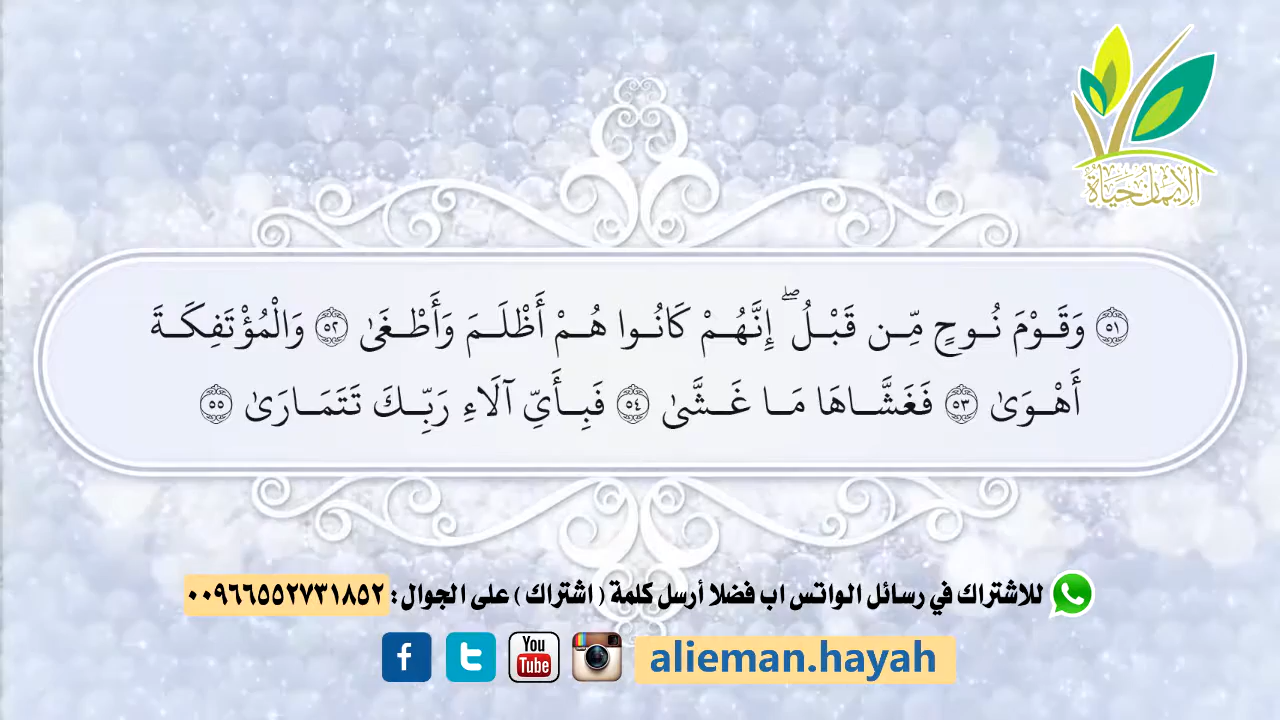 الإيمان حياة
﴿٥١﴾ وَقَوْمَ نُوحٍ مِّن قَبْلُ ۖ إِنَّهُمْ كَانُوا هُمْ أَظْلَمَ وَأَطْغَىٰ ﴿٥٢﴾ وَالْمُؤْتَفِكَةَ
أَهْوَىٰ ﴿٥٣﴾ فَغَشَّاهَا مَا غَشَّىٰ ﴿٥٤﴾ فَبِأَيِّ آلَاءِ رَبِّكَ تَتَمَارَىٰ ﴿٥٥﴾
للاشتراك في رسائل الواتس اب فضلا أرسل كلمة ( اشتراك ) على الجوال : ٠٠٩٦٦٥٥٢٧٣١٨٥٢
You Tube alieman.hayah